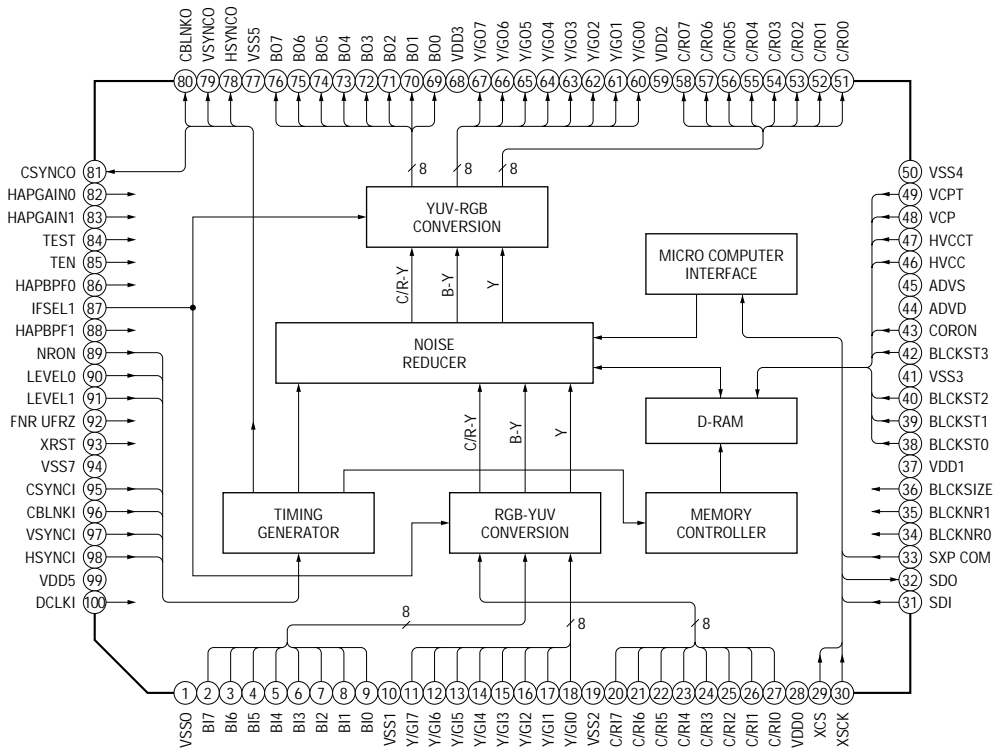 CBLNKO
VSYNCO
HSYNCO
VSS5
BO7
BO6
BO5
BO4
BO3
BO2
BO1
BO0
VDD3
Y/GO7
Y/GO6
Y/GO5
Y/GO4
Y/GO3
Y/GO2
Y/GO1
Y/GO0
VDD2
C/RO7
C/RO6
C/RO5
C/RO4
C/RO3
C/RO2
C/RO1
C/RO0
80
79
78
77
76
75
74
73
72
71
70
69
68
67
66
65
64
63
62
61
60
59
58
57
56
55
54
53
52
51
CSYNCO 81
HAPGAIN0 82
HAPGAIN1 83
TEST 84
TEN 85
HAPBPF0 86
IFSEL1 87
HAPBPF1 88
NRON 89
LEVEL0 90
LEVEL1 91
FNR UFRZ 92
XRST 93
VSS7 94
CSYNCI 95
CBLNKI 96
VSYNCI 97
HSYNCI 98
VDD5 99
DCLKI 100
8
8
8
YUV-RGB
CONVERSION
C/R-Y
B-Y
Y
MICRO COMPUTER
INTERFACE
NOISE
REDUCER
C/R-Y
B-Y
Y
D-RAM
TIMING
GENERATOR
RGB-YUV
CONVERSION
MEMORY
CONTROLLER
8
8
8
50 VSS4
49 VCPT
48 VCP
47 HVCCT
46 HVCC
45 ADVS
44 ADVD
43 CORON
42 BLCKST3
41 VSS3
40 BLCKST2
39 BLCKST1
38 BLCKST0
37 VDD1
36 BLCKSIZE
35 BLCKNR1
34 BLCKNR0
33 SXP COM
32 SDO
31 SDI
1
2
3
4
5
6
7
8
9
10
11
12
13
14
15
16
17
18
19
20
21
22
23
24
25
26
27
28
29
30
VSS0
BI7
BI6
BI5
BI4
BI3
BI2
BI1
BI0
VSS1
Y/GI7
Y/GI6
Y/GI5
Y/GI4
Y/GI3
Y/GI2
Y/GI1
Y/GI0
VSS2
C/RI7
C/RI6
C/RI5
C/RI4
C/RI3
C/RI2
C/RI1
C/RI0
VDD0
XCS
XSCK